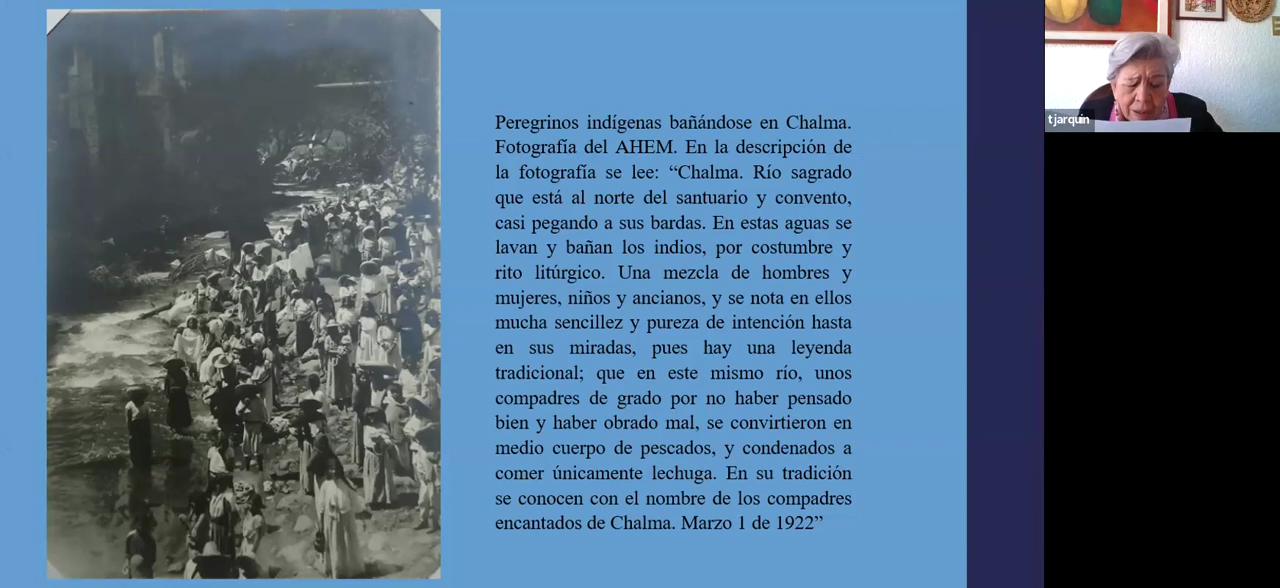 Peregrinos indígenas bañándose en Chalma.
Fotografía del AHEM. En la descripción de
la fotografía se lee: “Chalma. Río sagrado
que está al norte del santuario y convento,
casi pegando a sus bardas. En estas aguas se
lavan y bañan los indios, por costumbre y
rito litúrgico. Una mezcla de hombres y
mujeres, niños y ancianos, y se nota en ellos
mucha sencillez y pureza de intención hasta
en sus miradas, pues hay una leyenda
tradicional; que en este mismo río, unos
compadres de grado por no haber pensado
bien y haber obrado mal, se convirtieron en
medio cuerpo de pescados, y condenados a
comer únicamente lechuga. En su tradición
se conocen con el nombre de los compadres
encantados de Chalma. Marzo 1 de 1922”
tjarquin